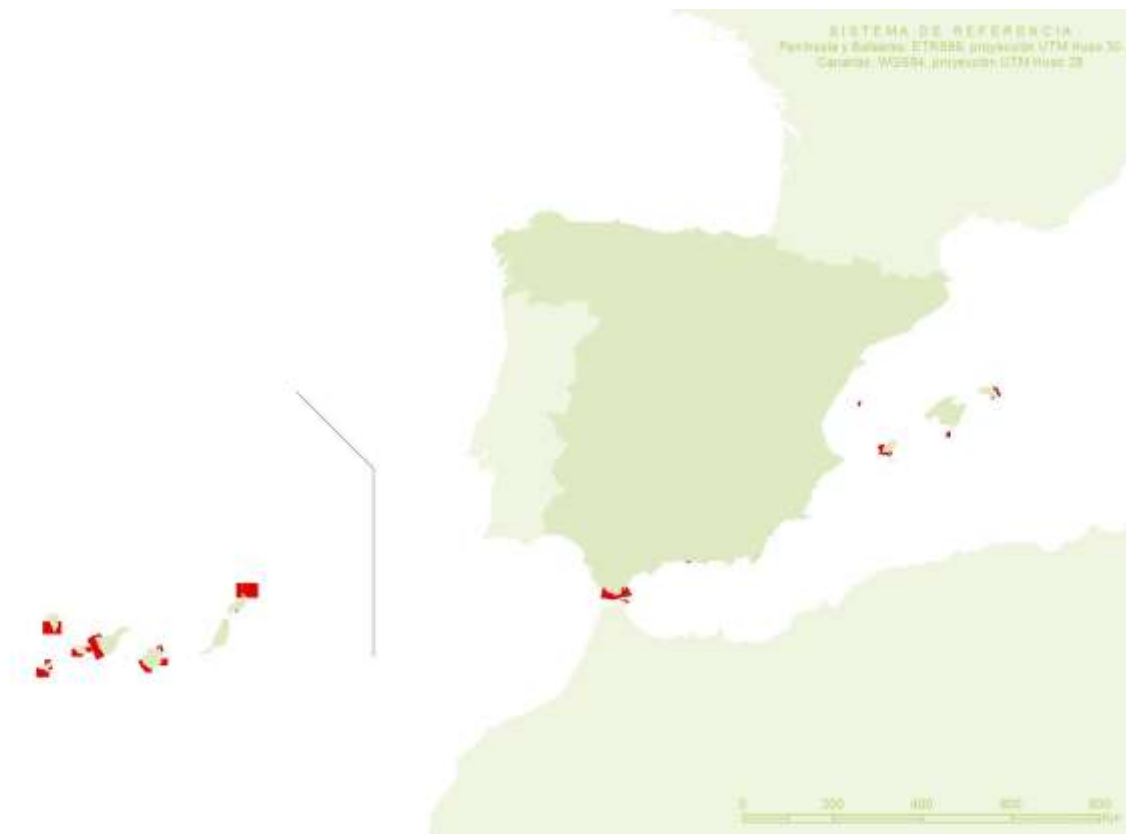 SISTEMA DE REFERENCIA
Península y Baleares: ETRS89, proyección UTM Huso 30
Canarias: WGS84, proyección UTM Huso 28
0 200 400 600 800
Km